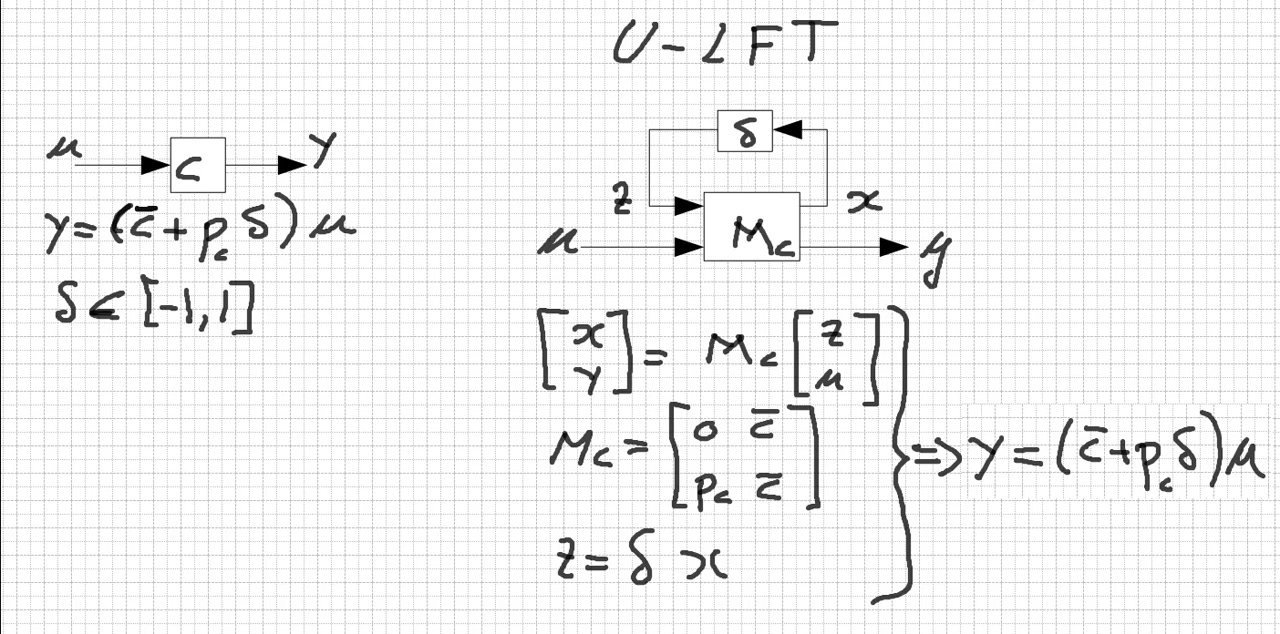 U-LFT
u C y
y = (c̄ + p_c δ) u
δ ∈ [-1, 1]
δ
z x
u M_c y
[x y] = M_c [z u]
M_c = [0 c̄ p_c c̄]
z = δ x
⇒ y = (c̄ + p_c δ) u